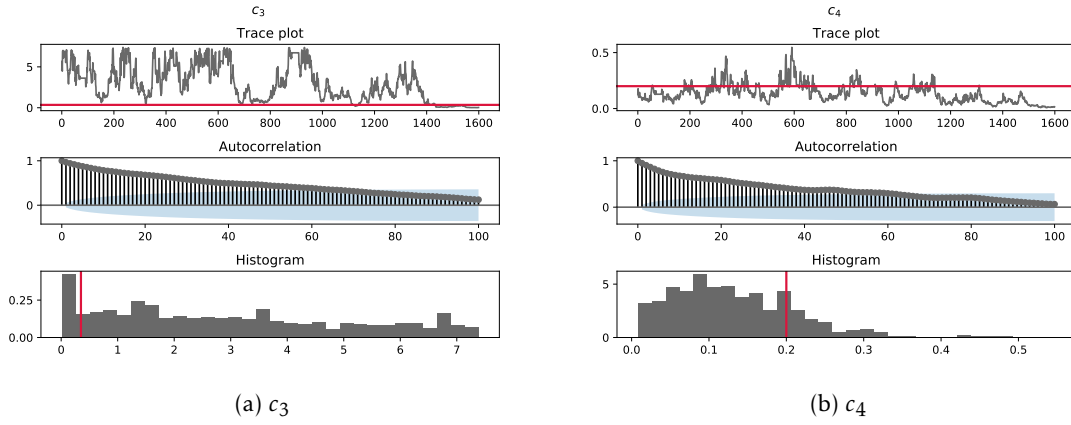 c3
Trace plot
5
0
0 200 400 600 800 1000 1200 1400 1600
Autocorrelation
1
0
0 20 40 60 80 100
Histogram
0.25
0.00
0 1 2 3 4 5 6 7
(a) c3
c4
Trace plot
0.5
0.0
0 200 400 600 800 1000 1200 1400 1600
Autocorrelation
1
0
0 20 40 60 80 100
Histogram
5
0
0.0 0.1 0.2 0.3 0.4 0.5
(b) c4